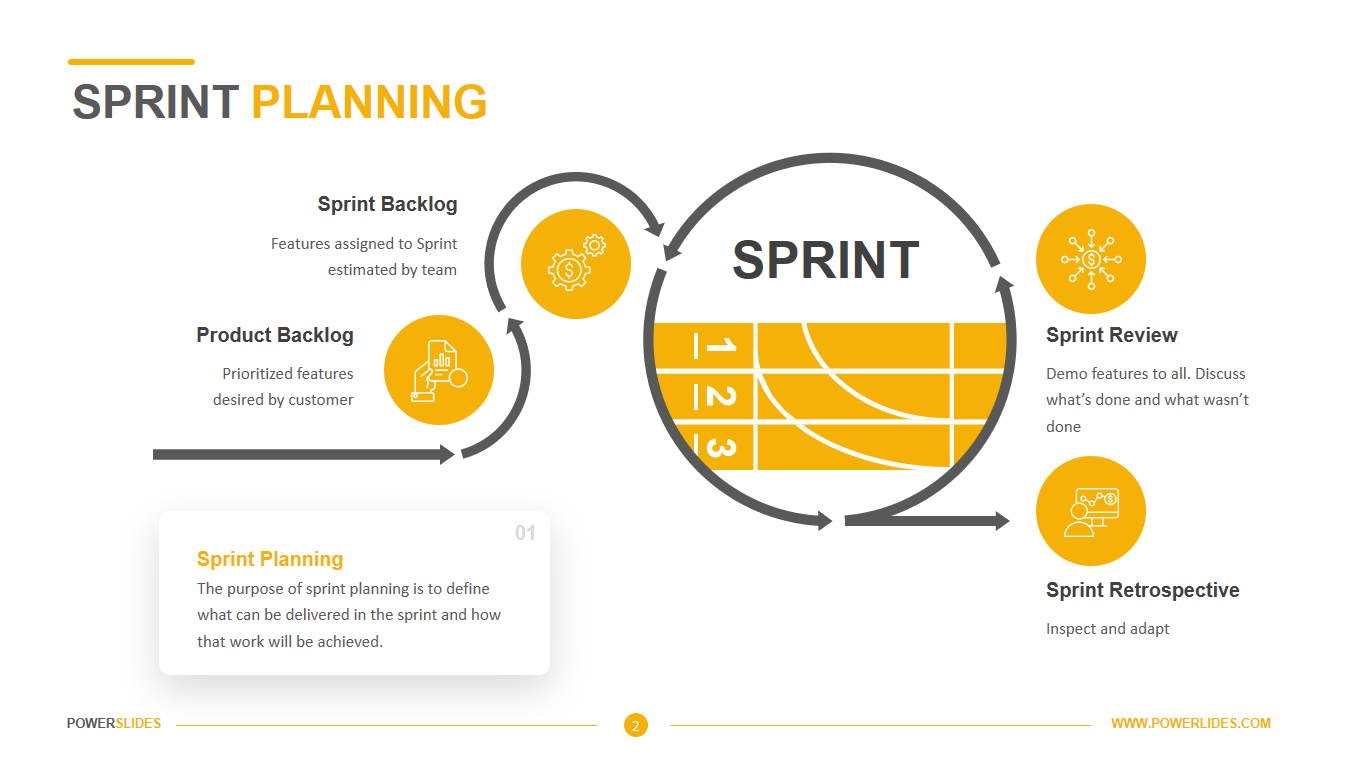 SPRINT PLANNING
Sprint Backlog
Features assigned to Sprint
estimated by team
Product Backlog
Prioritized features
desired by customer
SPRINT
1
2
3
$
$
$
Sprint Review
Demo features to all. Discuss
what’s done and what wasn’t
done
Sprint Retrospective
Inspect and adapt
01
Sprint Planning
The purpose of sprint planning is to define
what can be delivered in the sprint and how
that work will be achieved.
POWERSLIDES
2
WWW.POWERLIDES.COM